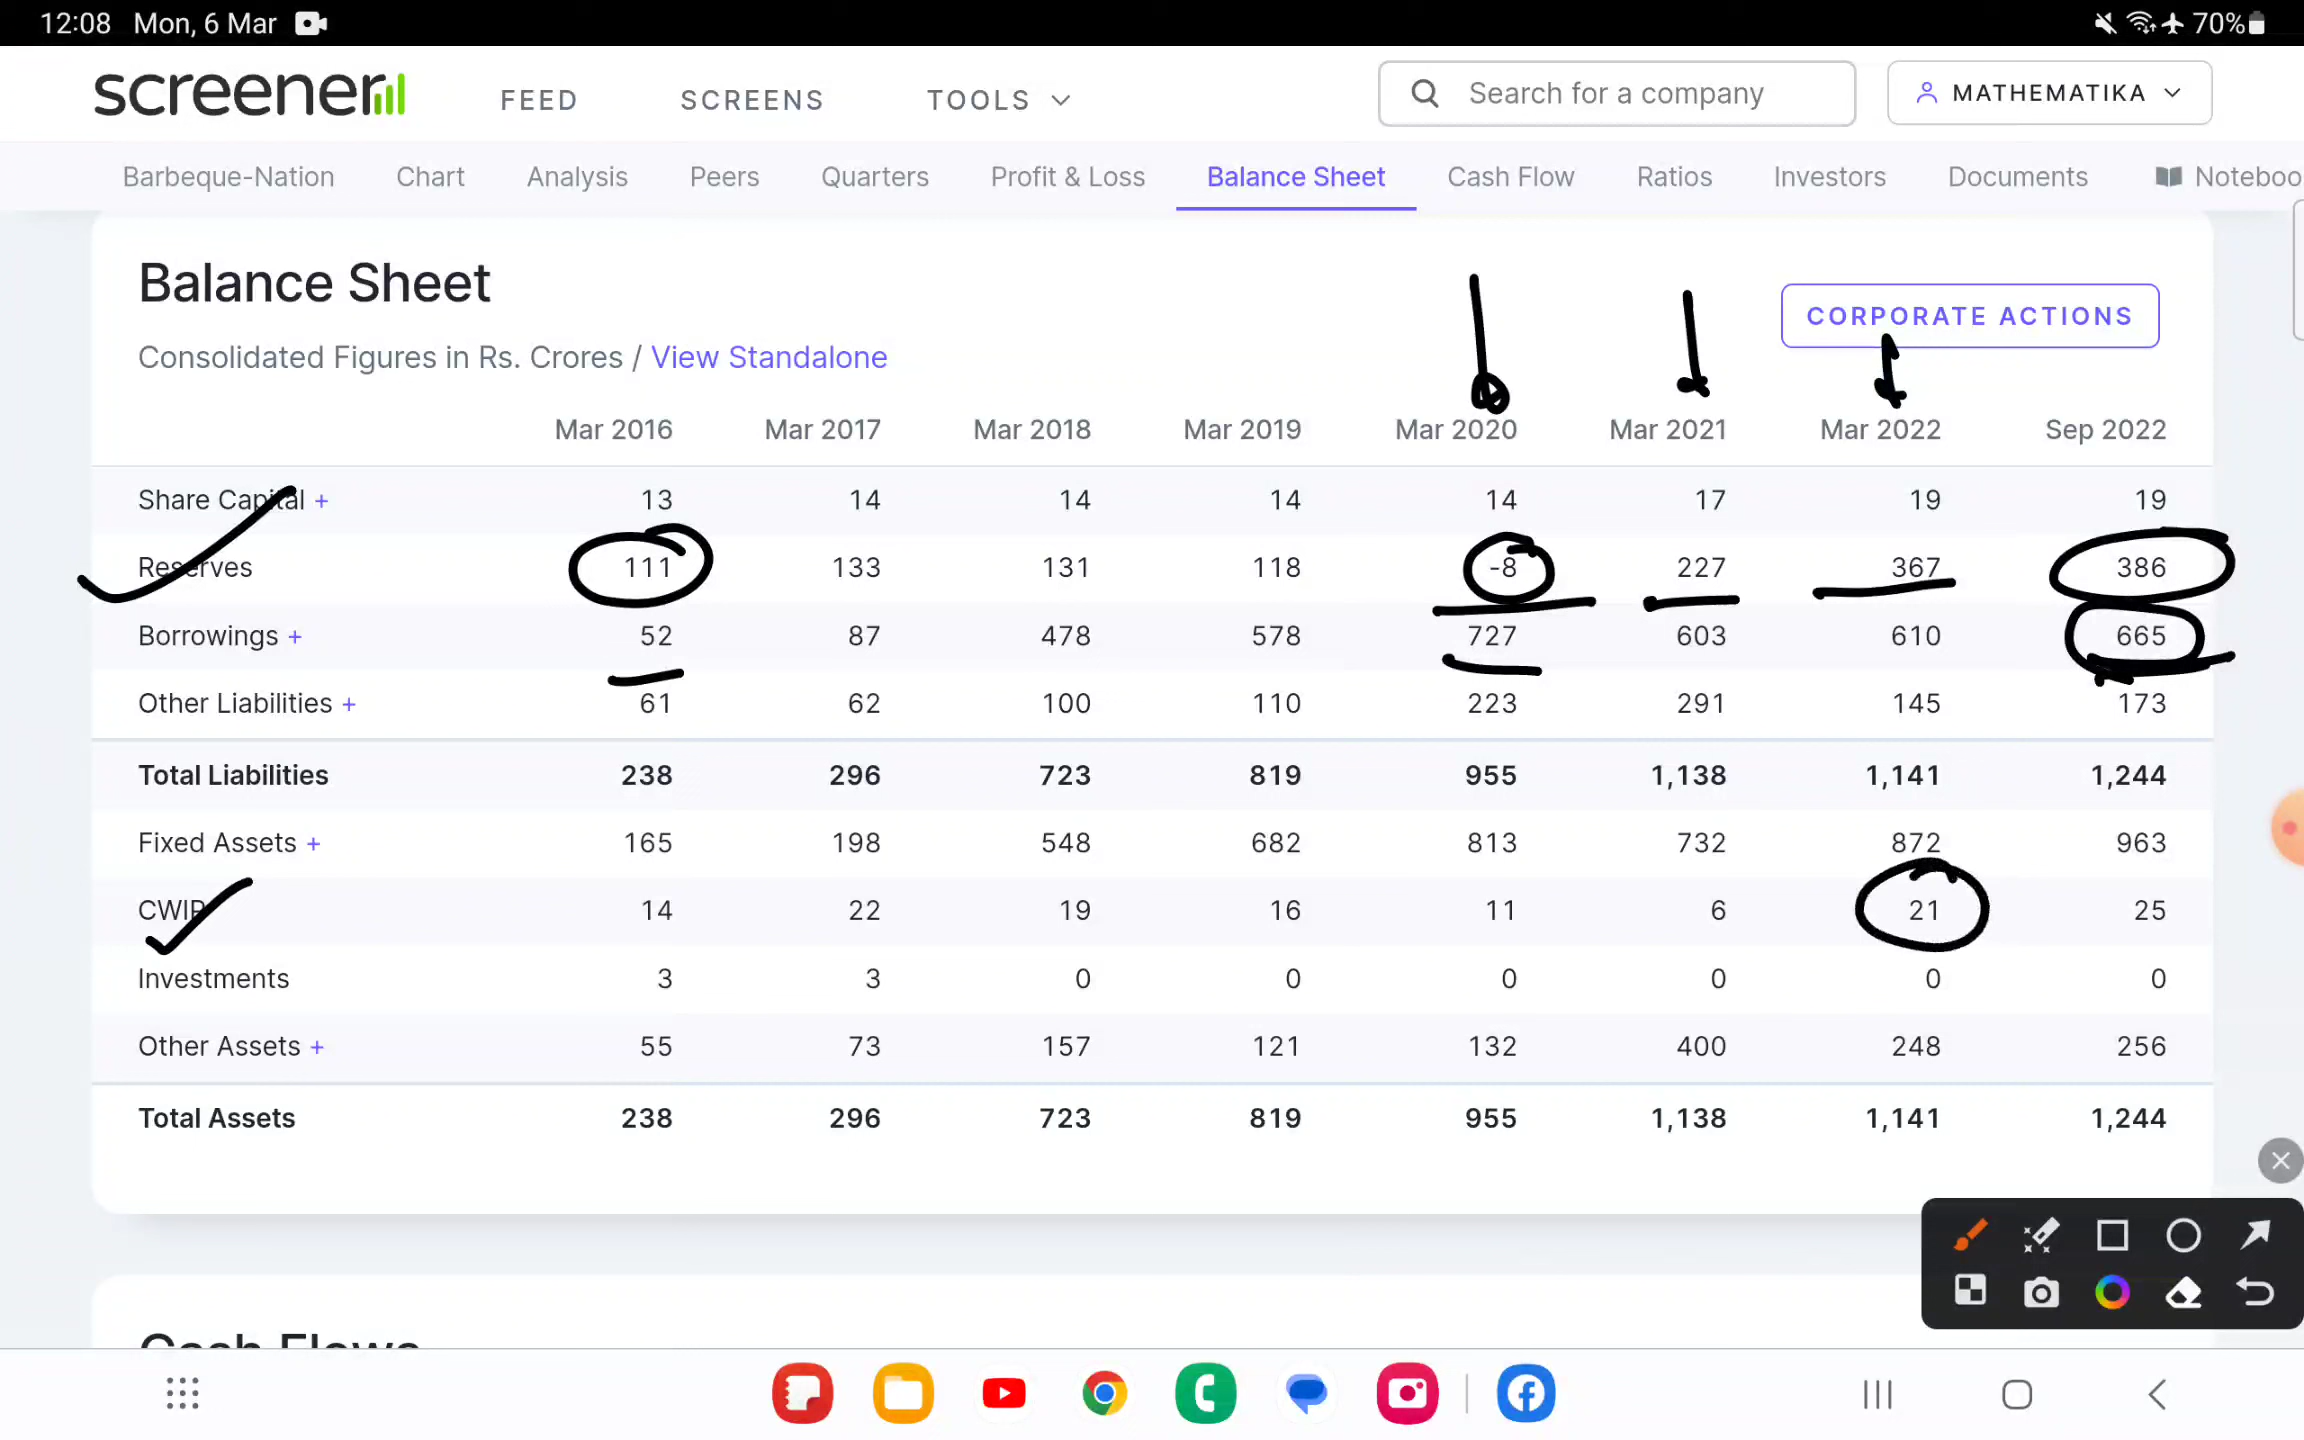 12:08 Mon, 6 Mar 70%
screener FEED SCREENS TOOLS Search for a company MATHEMATIKA
Barbeque-Nation Chart Analysis Peers Quarters Profit & Loss Balance Sheet Cash Flow Ratios Investors Documents Noteboo
Balance Sheet
CORPORATE ACTIONS
Consolidated Figures in Rs. Crores / View Standalone
Mar 2016 Mar 2017 Mar 2018 Mar 2019 Mar 2020 Mar 2021 Mar 2022 Sep 2022
Share Capital + 13 14 14 14 14 17 19 19
Reserves 111 133 131 118 -8 227 367 386
Borrowings + 52 87 478 578 727 603 610 665
Other Liabilities + 61 62 100 110 223 291 145 173
Total Liabilities 238 296 723 819 955 1,138 1,141 1,244
Fixed Assets + 165 198 548 682 813 732 872 963
CWIP 14 22 19 16 11 6 21 25
Investments 3 3 0 0 0 0 0 0
Other Assets + 55 73 157 121 132 400 248 256
Total Assets 238 296 723 819 955 1,138 1,141 1,244
Cash Flows